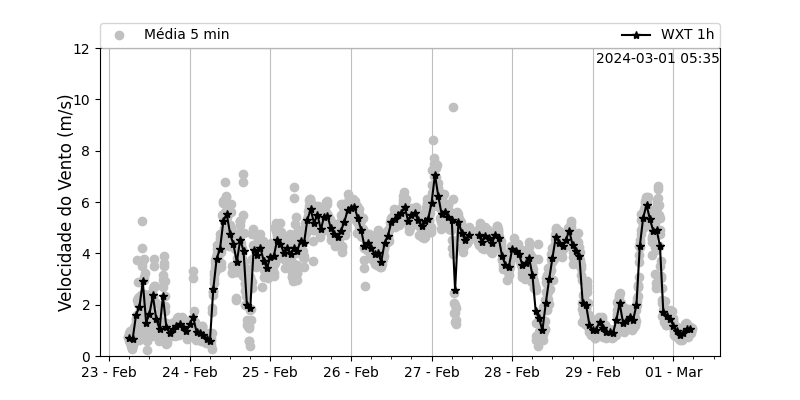 Média 5 min WXT 1h
2024-03-01 05:35
Velocidade do Vento (m/s)
12
10
8
6
4
2
0
23 - Feb 24 - Feb 25 - Feb 26 - Feb 27 - Feb 28 - Feb 29 - Feb 01 - Mar